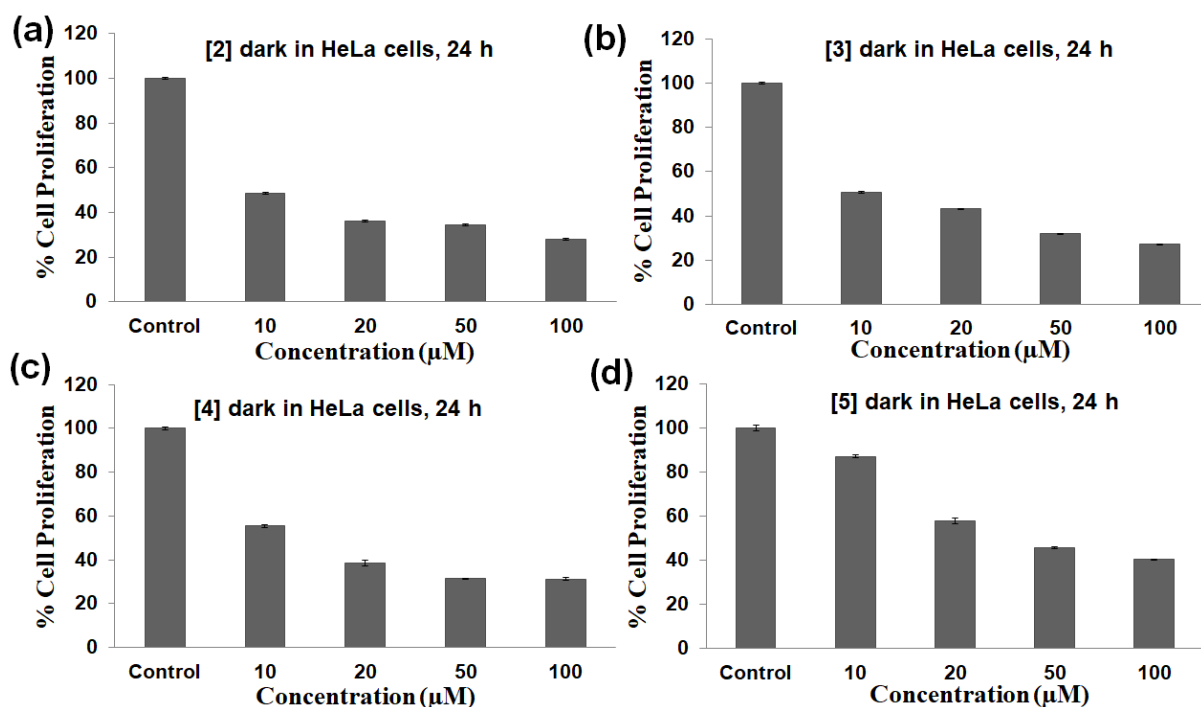 (a)
[2] dark in HeLa cells, 24 h
% Cell Proliferation
120
100
80
60
40
20
0
Control 10 20 50 100
Concentration (µM)
(b)
[3] dark in HeLa cells, 24 h
% Cell Proliferation
120
100
80
60
40
20
0
Control 10 20 50 100
Concentration (µM)
(c)
[4] dark in HeLa cells, 24 h
% Cell Proliferation
120
100
80
60
40
20
0
Control 10 20 50 100
Concentration (µM)
(d)
[5] dark in HeLa cells, 24 h
% Cell Proliferation
120
100
80
60
40
20
0
Control 10 20 50 100
Concentration (µM)